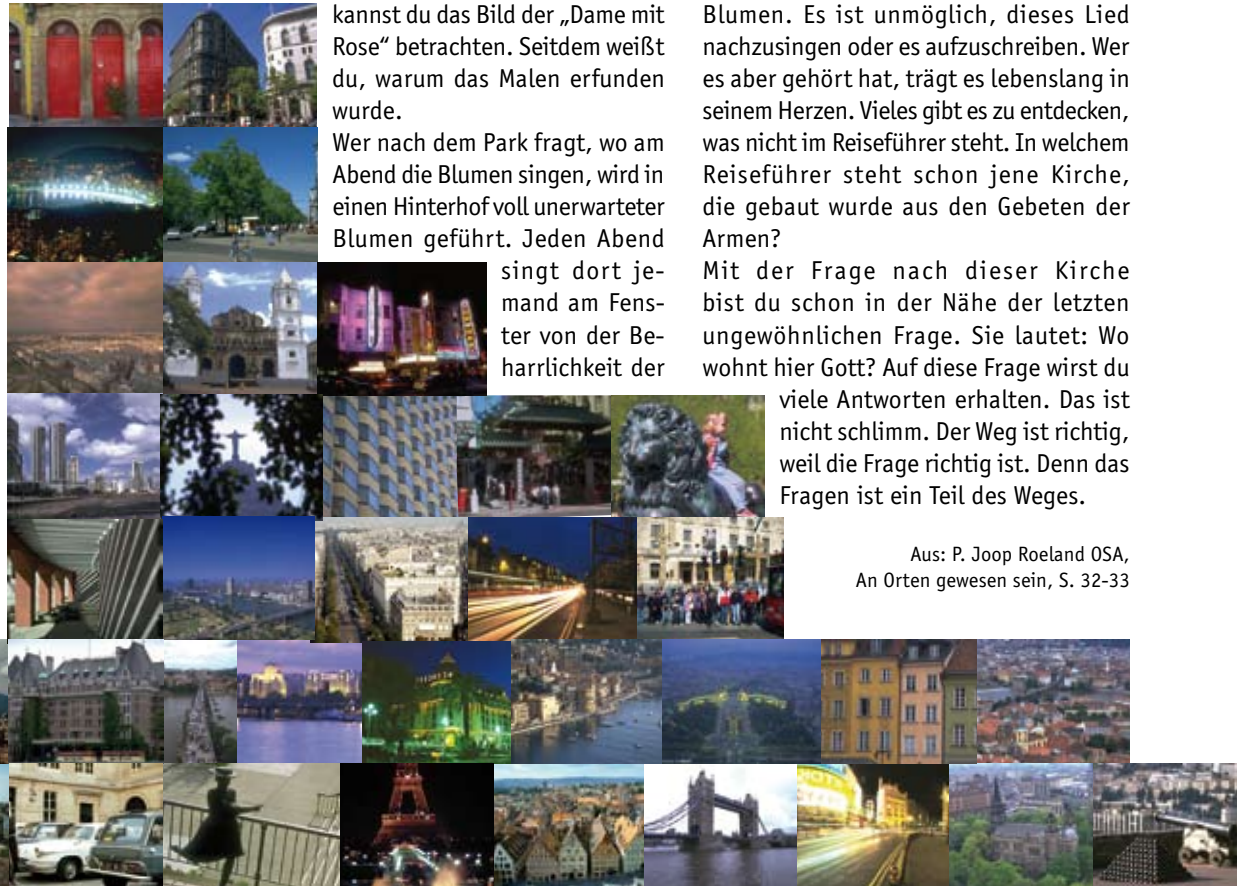 kannst du das Bild der „Dame mit
Rose“ betrachten. Seitdem weißt
du, warum das Malen erfunden
wurde.
Wer nach dem Park fragt, wo am
Abend die Blumen singen, wird in
einen Hinterhof voll unerwarteter
Blumen geführt. Jeden Abend
singt dort je-
mand am Fens-
ter von der Be-
harrlichkeit der
Blumen. Es ist unmöglich, dieses Lied
nachzusingen oder es aufzuschreiben. Wer
es aber gehört hat, trägt es lebenslang in
seinem Herzen. Vieles gibt es zu entdecken,
was nicht im Reiseführer steht. In welchem
Reiseführer steht schon jene Kirche,
die gebaut wurde aus den Gebeten der
Armen?
Mit der Frage nach dieser Kirche
bist du schon in der Nähe der letzten
ungewöhnlichen Frage. Sie lautet: Wo
wohnt hier Gott? Auf diese Frage wirst du
viele Antworten erhalten. Das ist
nicht schlimm. Der Weg ist richtig,
weil die Frage richtig ist. Denn das
Fragen ist ein Teil des Weges.
Aus: P. Joop Roeland OSA,
An Orten gewesen sein, S. 32-33